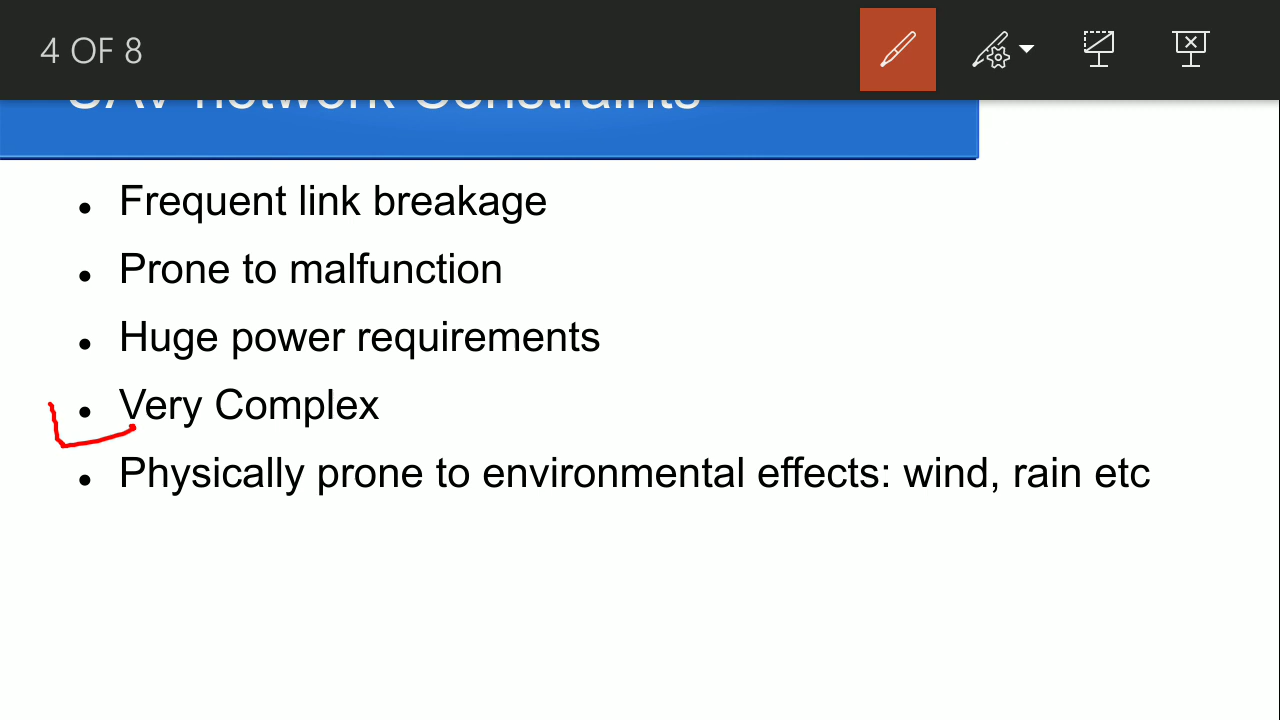 4 OF 8
network Constraints
• Frequent link breakage
• Prone to malfunction
• Huge power requirements
• Very Complex
• Physically prone to environmental effects: wind, rain etc